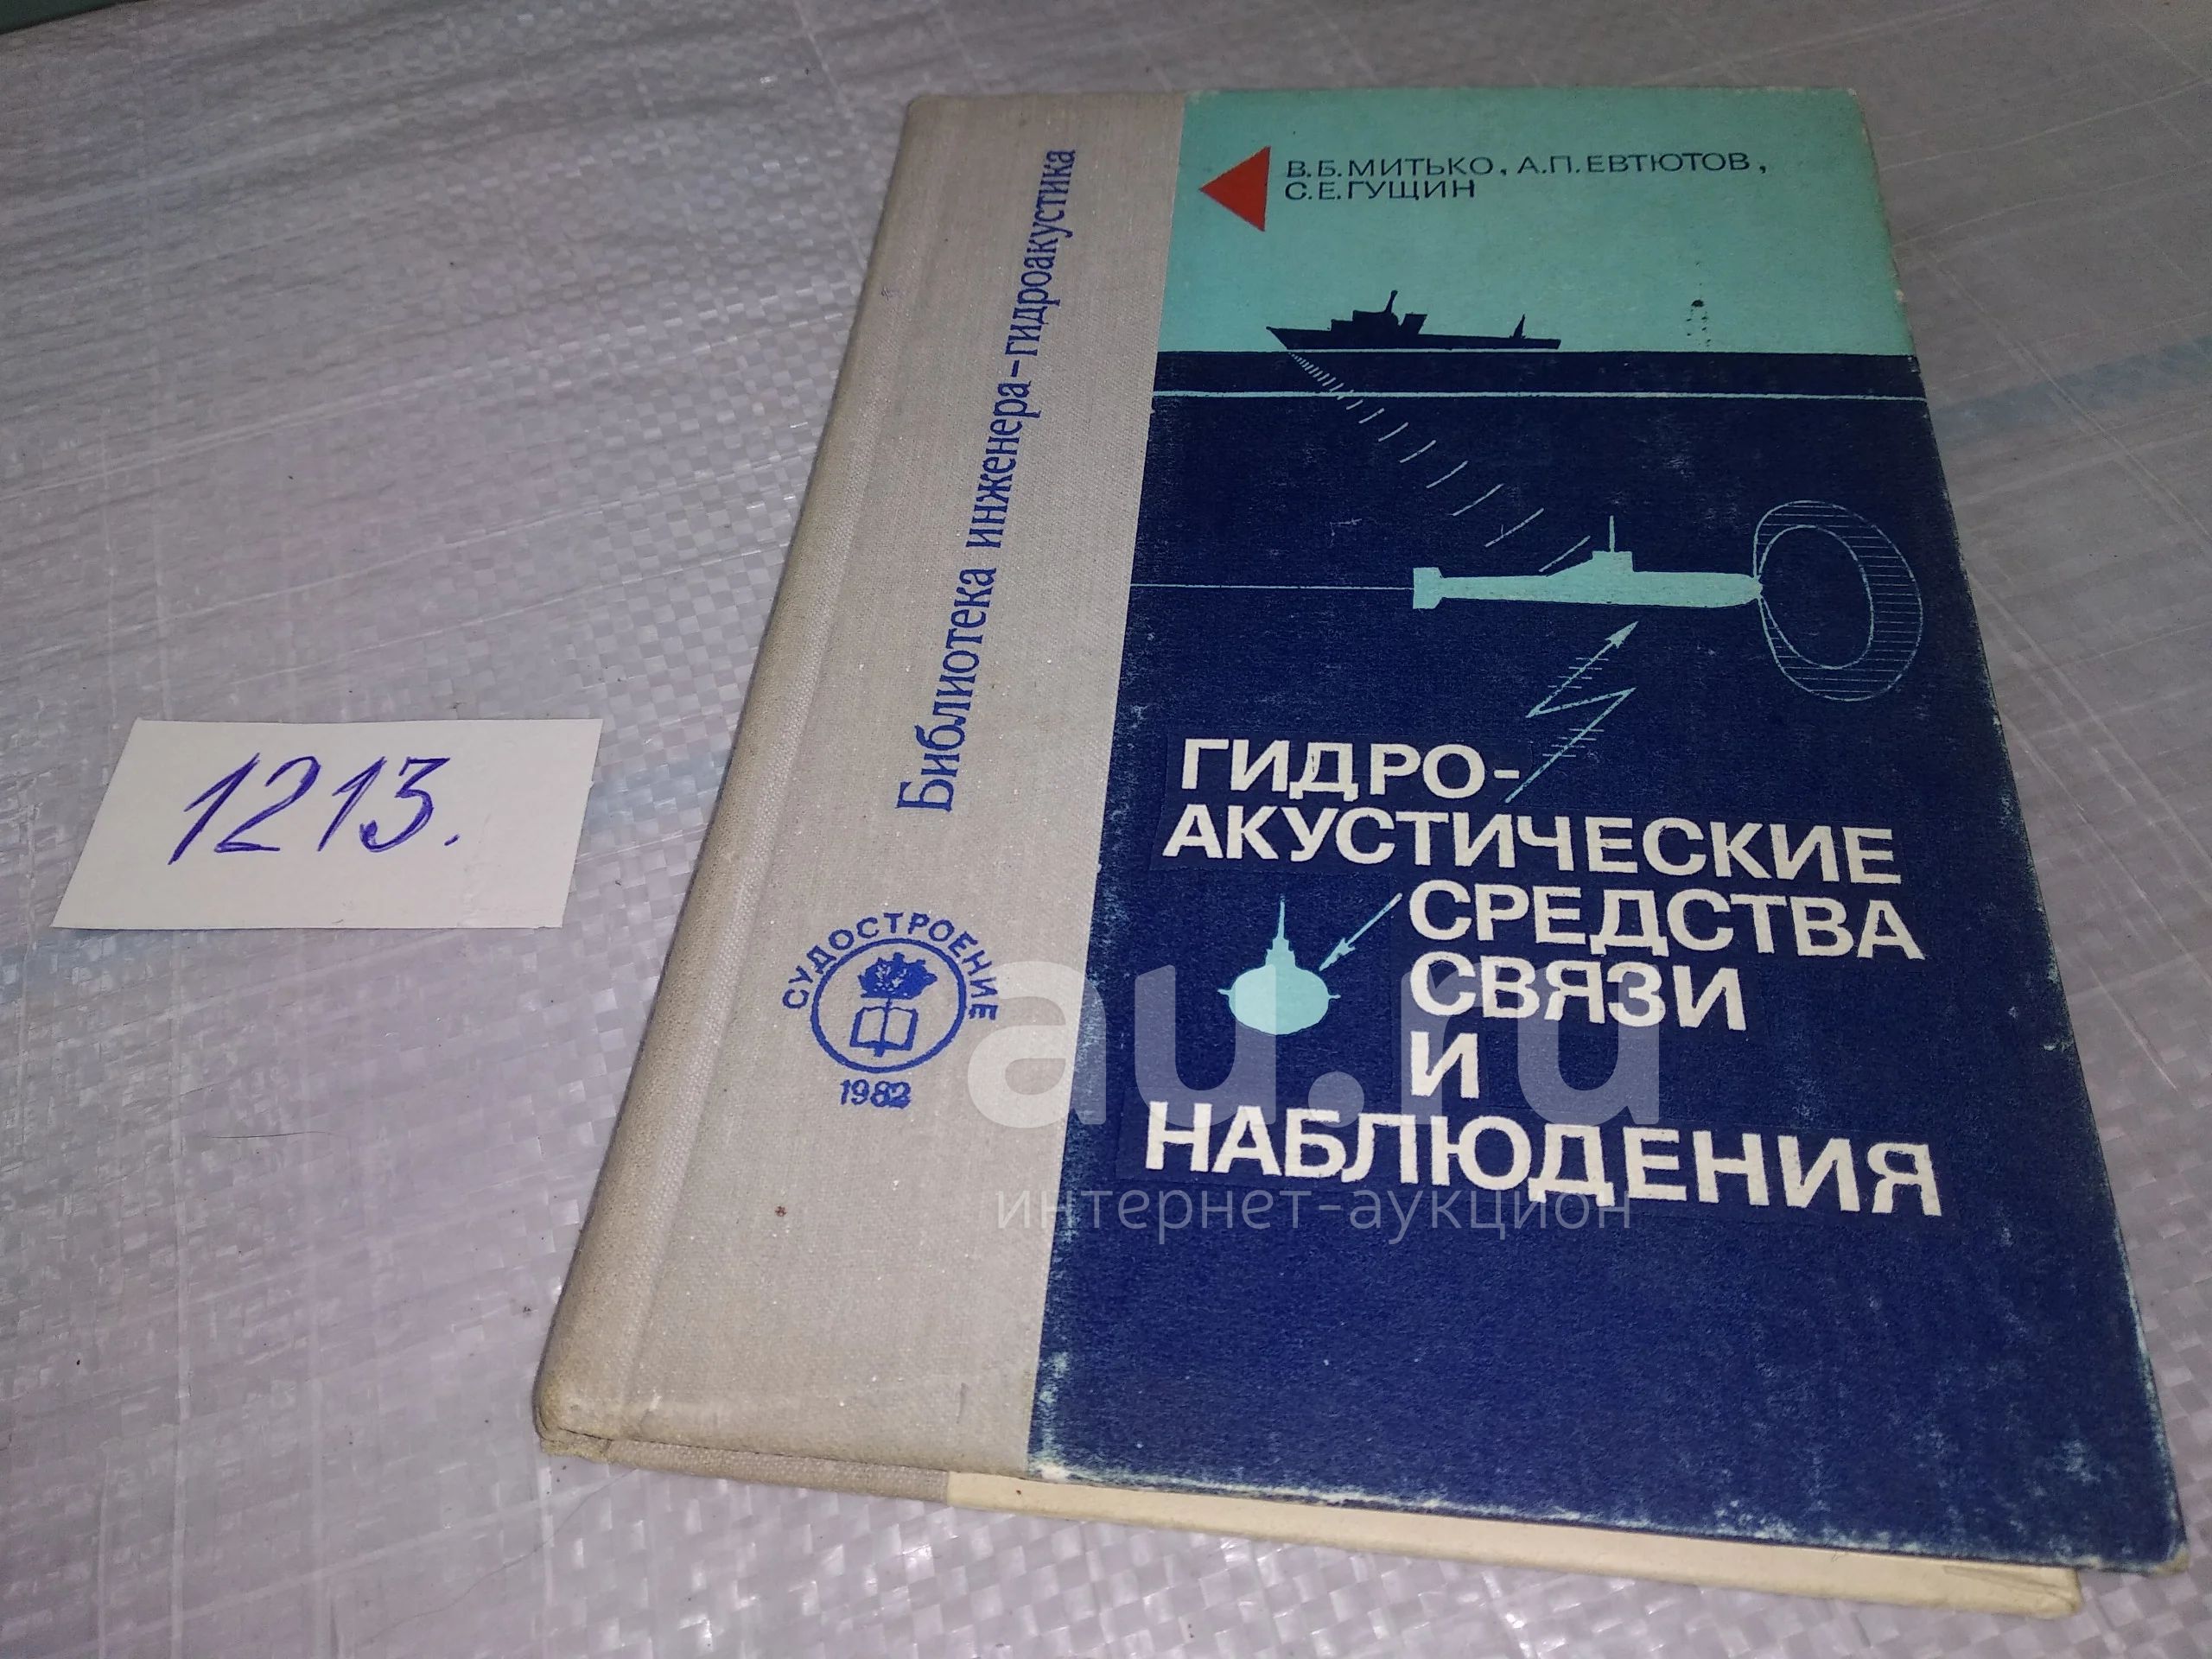 В.Б.МИТЬКО, А.П.ЕВТЮТОВ,
С.Е.ГУЩИН
Библиотека инженера-гидроакустика
1213.
ГИДРО-
АКУСТИЧЕСКИЕ
СРЕДСТВА
СВЯЗИ
И
НАБЛЮДЕНИЯ
СУДОСТРОЕНИЕ
1982
au.ru
интернет-аукцион